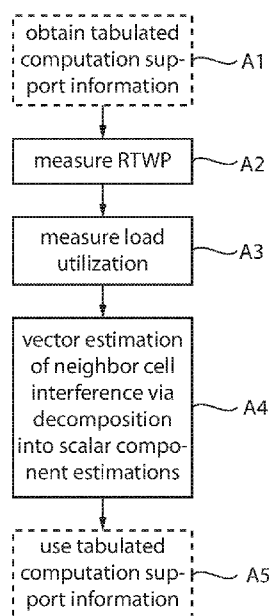 obtain tabulated
computation sup-
port information
A1
measure RTWP
A2
measure load
utilization
A3
vector estimation
of neighbor cell
interference via
decomposition
into scalar compo
nent estimations
A4
use tabulated
computation sup-
port information
A5